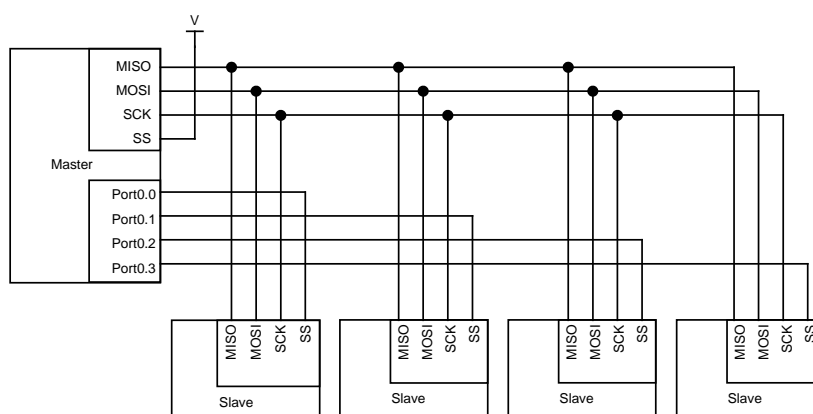 V
MISO
MOSI
SCK
SS
Master
Port0.0
Port0.1
Port0.2
Port0.3
MISO
MOSI
SCK
SS
Slave
MISO
MOSI
SCK
SS
Slave
MISO
MOSI
SCK
SS
Slave
MISO
MOSI
SCK
SS
Slave